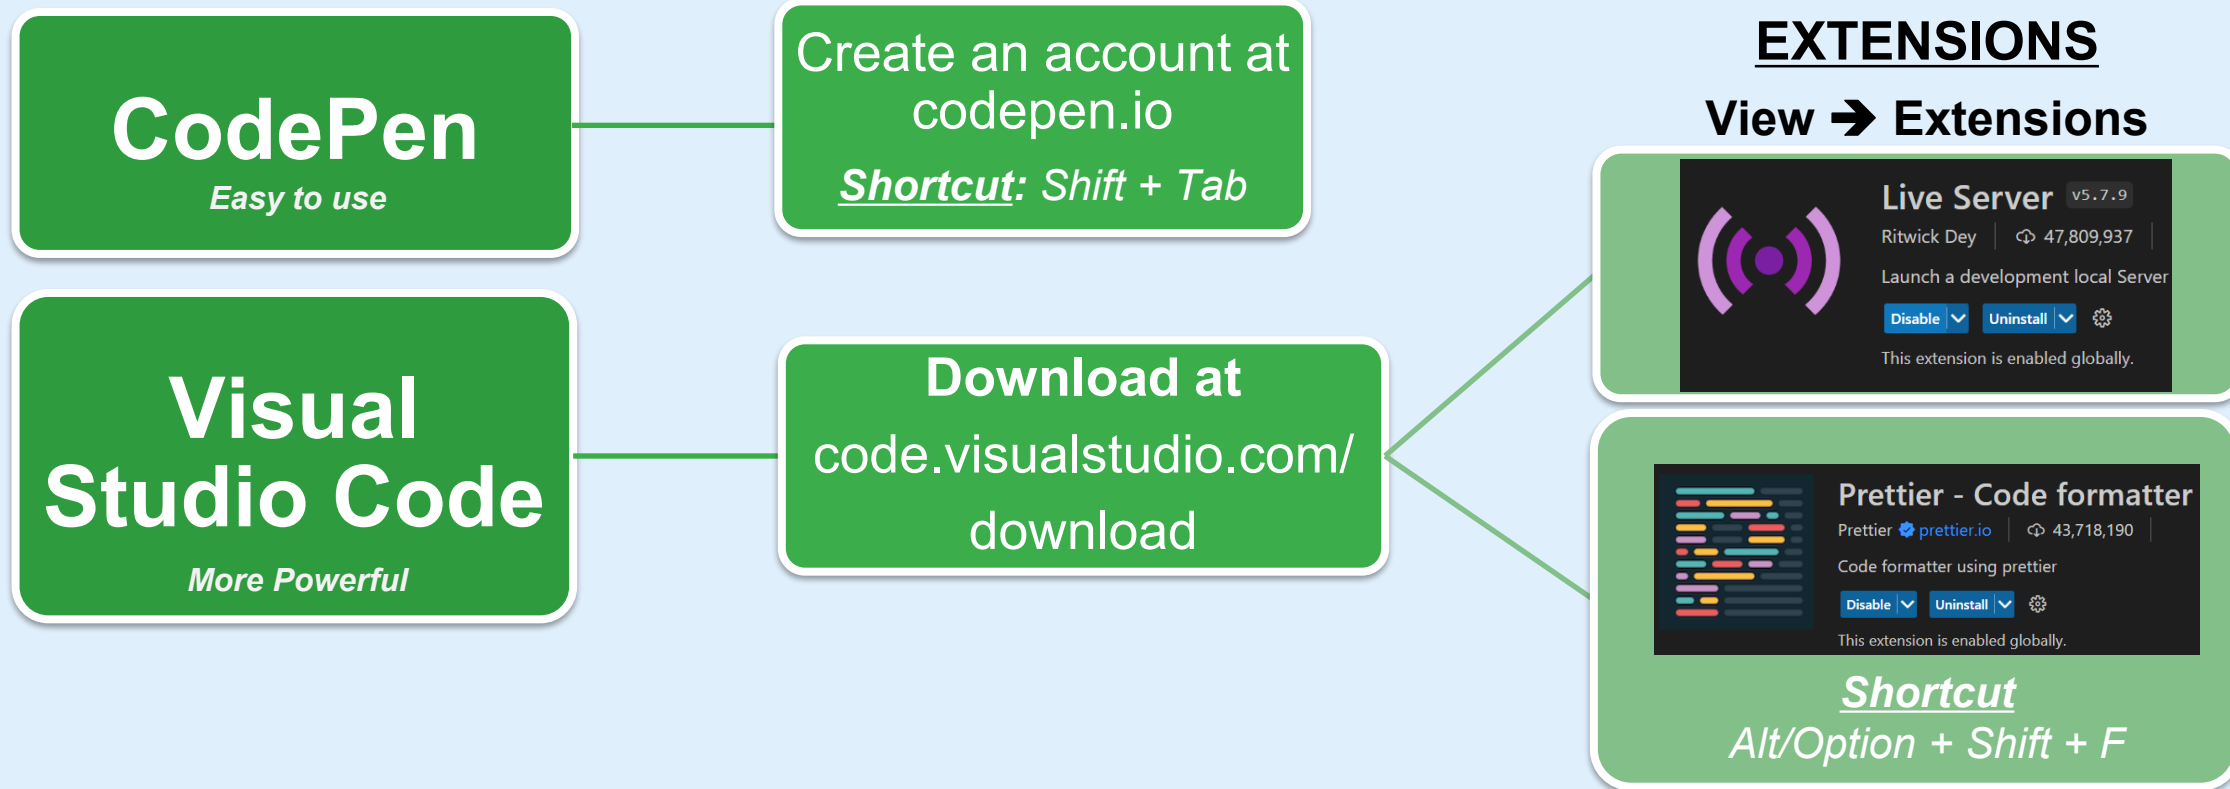 CodePen
Easy to use
Create an account at
codepen.io
Shortcut: Shift + Tab
Visual
Studio Code
More Powerful
Download at
code.visualstudio.com/
download
EXTENSIONS
View ➔ Extensions
Live Server v5.7.9
Ritwick Dey 47,809,937
Launch a development local Server
Disable Uninstall
This extension is enabled globally.
Prettier - Code formatter
Prettier prettier.io 43,718,190
Code formatter using prettier
Disable Uninstall
This extension is enabled globally.
Shortcut
Alt/Option + Shift + F